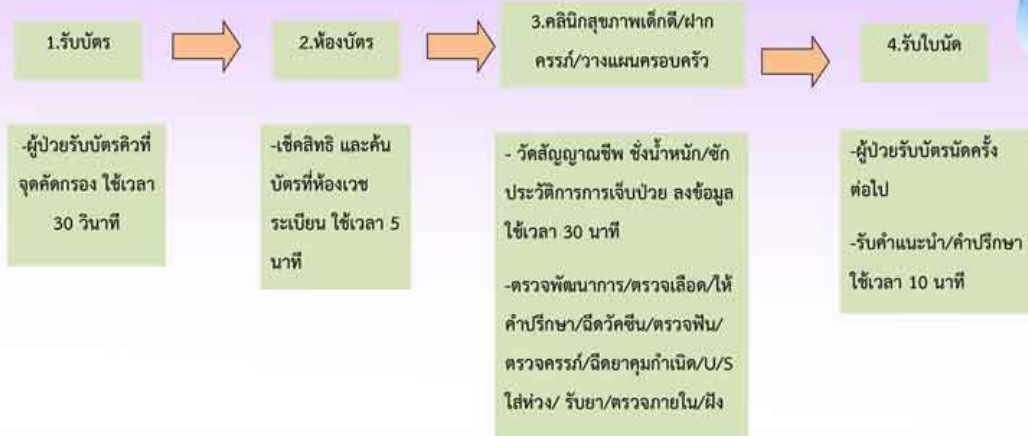 1.รับบัตร
2.ห้องบัตร
3.คลินิกสุขภาพเด็กดี/ฝาก
ครรภ์/วางแผนครอบครัว
4.รับใบนัด
-ผู้ป่วยรับบัตรคิวที่
จุดคัดกรอง ใช้เวลา
30 วินาที
-เช็คสิทธิ และค้น
บัตรที่ห้องเวช
ระเบียน ใช้เวลา 5
นาที
- วัดสัญญาณชีพ ชั่งน้ำหนัก/ซัก
ประวัติการการเจ็บป่วย ลงข้อมูล
ใช้เวลา 30 นาที
-ตรวจพัฒนาการ/ตรวจเลือด/ให้
คำปรึกษา/ฉีดวัคซีน/ตรวจฟัน/
ตรวจครรภ์/ฉีดยาคุมกำเนิด/U/S
ใส่ห่วง/ รับยา/ตรวจภายใน/ฝัง
-ผู้ป่วยรับบัตรนัดครั้ง
ต่อไป
-รับคำแนะนำ/คำปรึกษา
ใช้เวลา 10 นาที